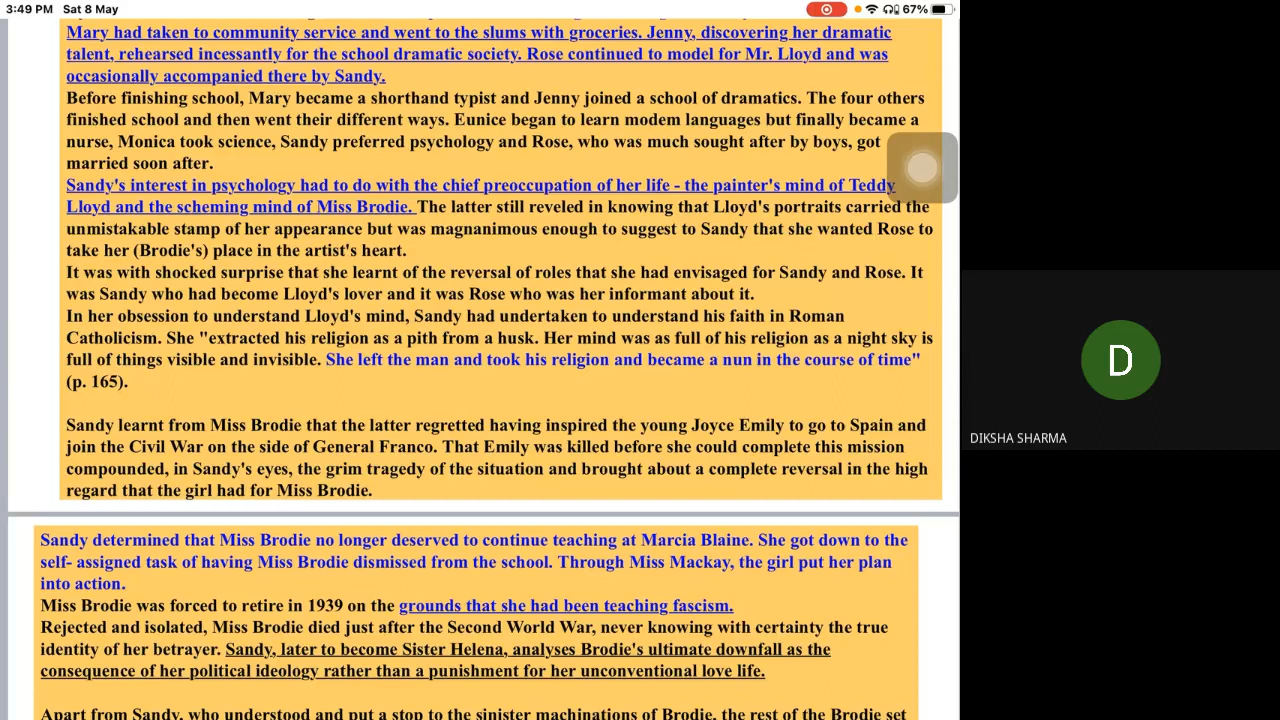 3:49 PM Sat 8 May
67%
Mary had taken to community service and went to the slums with groceries. Jenny, discovering her dramatic
talent, rehearsed incessantly for the school dramatic society. Rose continued to model for Mr. Lloyd and was
occasionally accompanied there by Sandy.
Before finishing school, Mary became a shorthand typist and Jenny joined a school of dramatics. The four others
finished school and then went their different ways. Eunice began to learn modem languages but finally became a
nurse, Monica took science, Sandy preferred psychology and Rose, who was much sought after by boys, got
married soon after.
Sandy's interest in psychology had to do with the chief preoccupation of her life - the painter's mind of Teddy
Lloyd and the scheming mind of Miss Brodie. The latter still reveled in knowing that Lloyd's portraits carried the
unmistakable stamp of her appearance but was magnanimous enough to suggest to Sandy that she wanted Rose to
take her (Brodie's) place in the artist's heart.
It was with shocked surprise that she learnt of the reversal of roles that she had envisaged for Sandy and Rose. It
was Sandy who had become Lloyd's lover and it was Rose who was her informant about it.
In her obsession to understand Lloyd's mind, Sandy had undertaken to understand his faith in Roman
Catholicism. She "extracted his religion as a pith from a husk. Her mind was as full of his religion as a night sky is
full of things visible and invisible. She left the man and took his religion and became a nun in the course of time"
(p. 165).
Sandy learnt from Miss Brodie that the latter regretted having inspired the young Joyce Emily to go to Spain and
join the Civil War on the side of General Franco. That Emily was killed before she could complete this mission
compounded, in Sandy's eyes, the grim tragedy of the situation and brought about a complete reversal in the high
regard that the girl had for Miss Brodie.
Sandy determined that Miss Brodie no longer deserved to continue teaching at Marcia Blaine. She got down to the
self- assigned task of having Miss Brodie dismissed from the school. Through Miss Mackay, the girl put her plan
into action.
Miss Brodie was forced to retire in 1939 on the grounds that she had been teaching fascism.
Rejected and isolated, Miss Brodie died just after the Second World War, never knowing with certainty the true
identity of her betrayer. Sandy, later to become Sister Helena, analyses Brodie's ultimate downfall as the
consequence of her political ideology rather than a punishment for her unconventional love life.
Apart from Sandy, who understood and put a stop to the sinister machinations of Brodie, the rest of the Brodie set
D
DIKSHA SHARMA